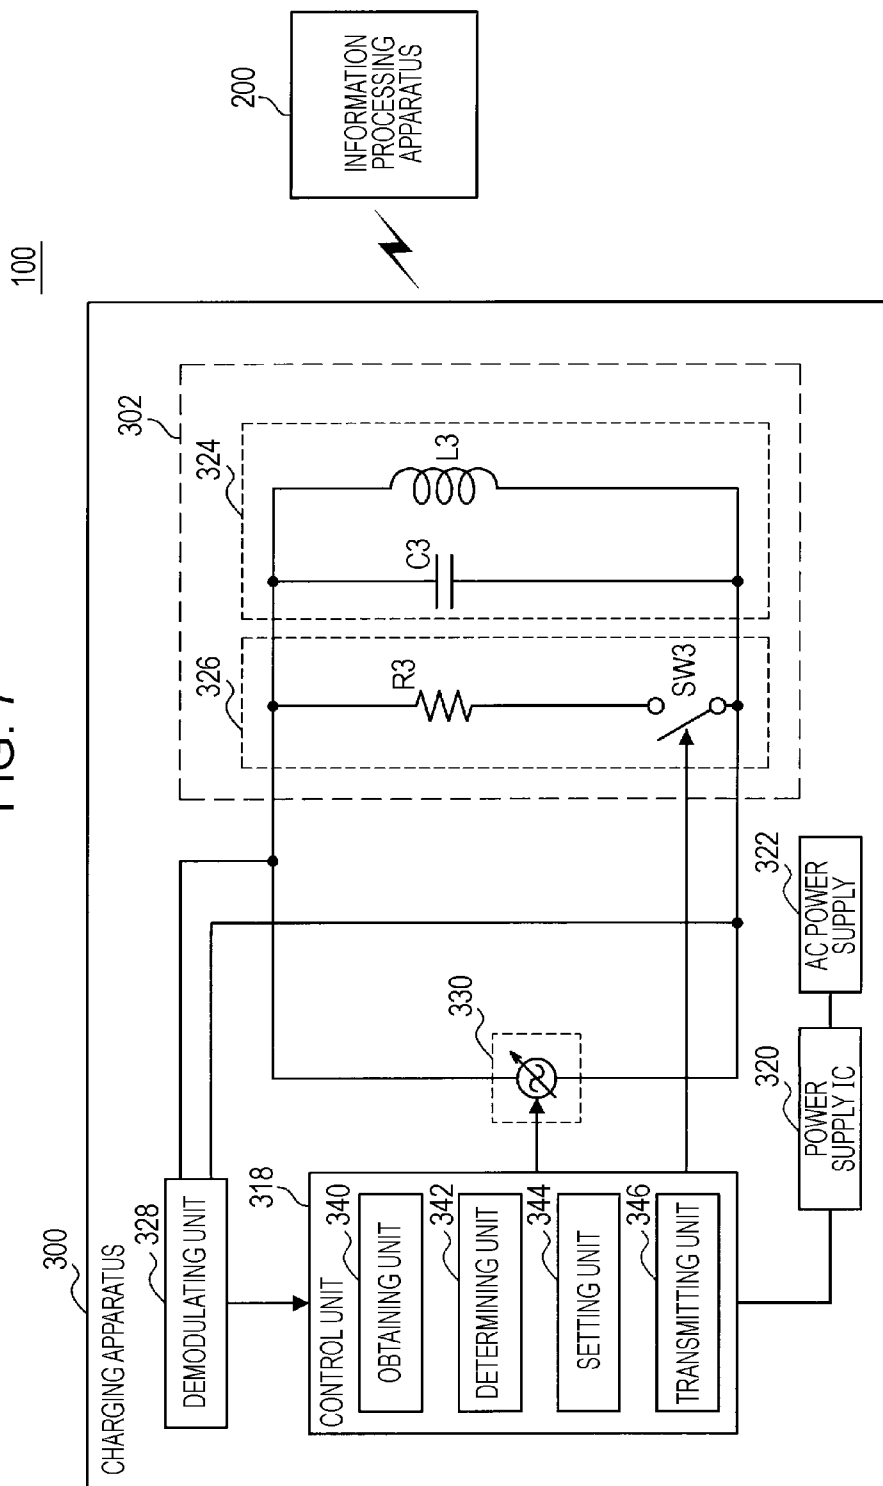 FIG. 7
100
300
CHARGING APPARATUS
328
DEMODULATING UNIT
318
CONTROL UNIT
340
OBTAINING UNIT
342
DETERMINING UNIT
344
SETTING UNIT
346
TRANSMITTING UNIT
330
320
POWER
SUPPLY IC
322
AC POWER
SUPPLY
302
326
R3
SW3
324
C3
L3
200
INFORMATION
PROCESSING
APPARATUS